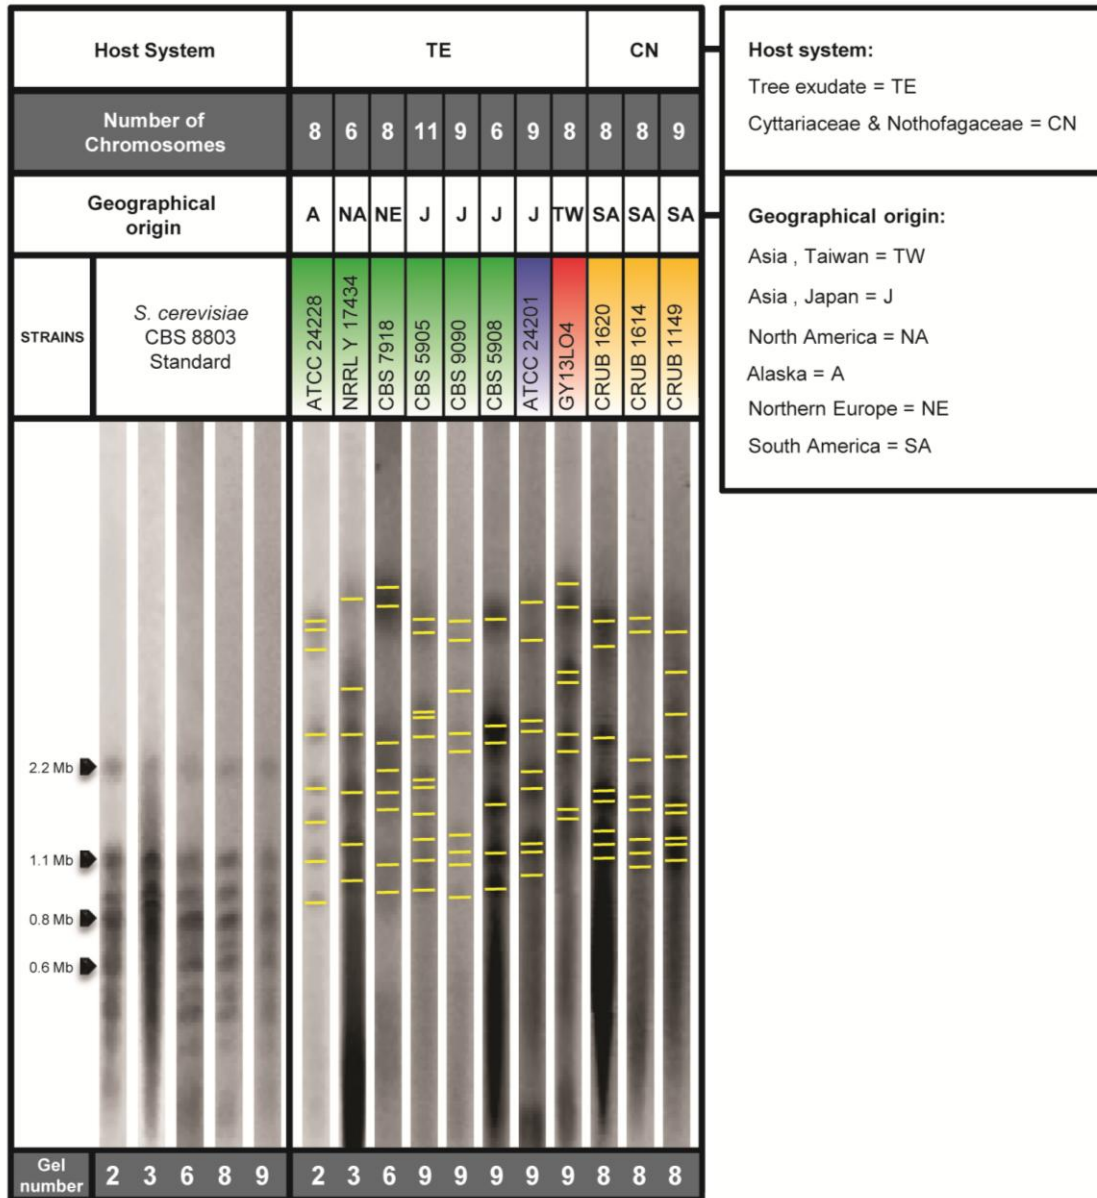 Host System
TE
CN
Number of
Chromosomes
8 6 8 11 9 6 9 8 8 8 9
Geographical
origin
A NA NE J J J J TW SA SA SA
STRAINS
S. cerevisiae
CBS 8803
Standard
ATCC 24228
NRRL Y 17434
CBS 7918
CBS 5905
CBS 9090
CBS 5908
ATCC 24201
GY13LO4
CRUB 1620
CRUB 1614
CRUB 1149
2.2 Mb
1.1 Mb
0.8 Mb
0.6 Mb
Gel
number
2 3 6 8 9 2 3 6 9 9 9 9 9 8 8 8
Host system:
Tree exudate = TE
Cyttariaceae & Nothofagaceae = CN
Geographical origin:
Asia , Taiwan = TW
Asia , Japan = J
North America = NA
Alaska = A
Northern Europe = NE
South America = SA